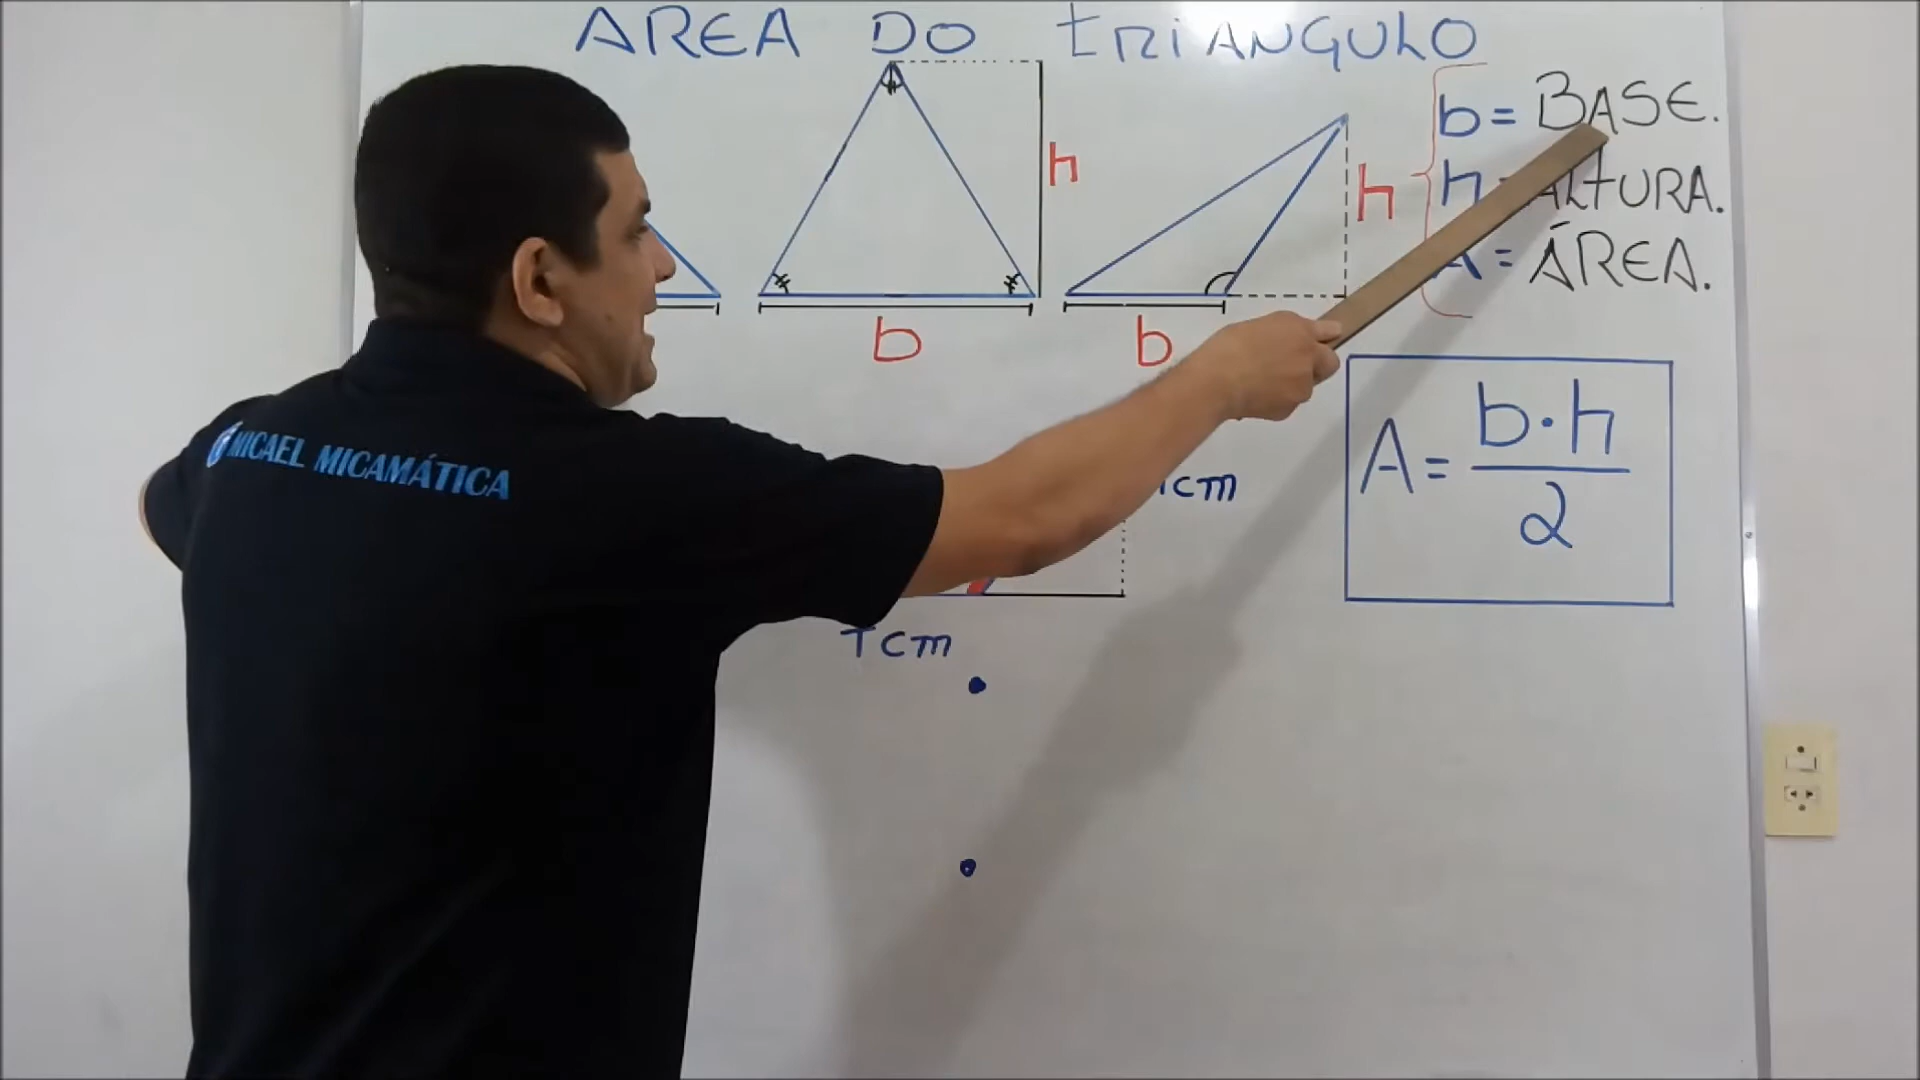 AREA DO TRIANGULO
b = BASE.
h = ALTURA.
A = ÁREA.
h
h
b
b
MICAEL MICAMÁTICA
cm
cm
A = b·h
2